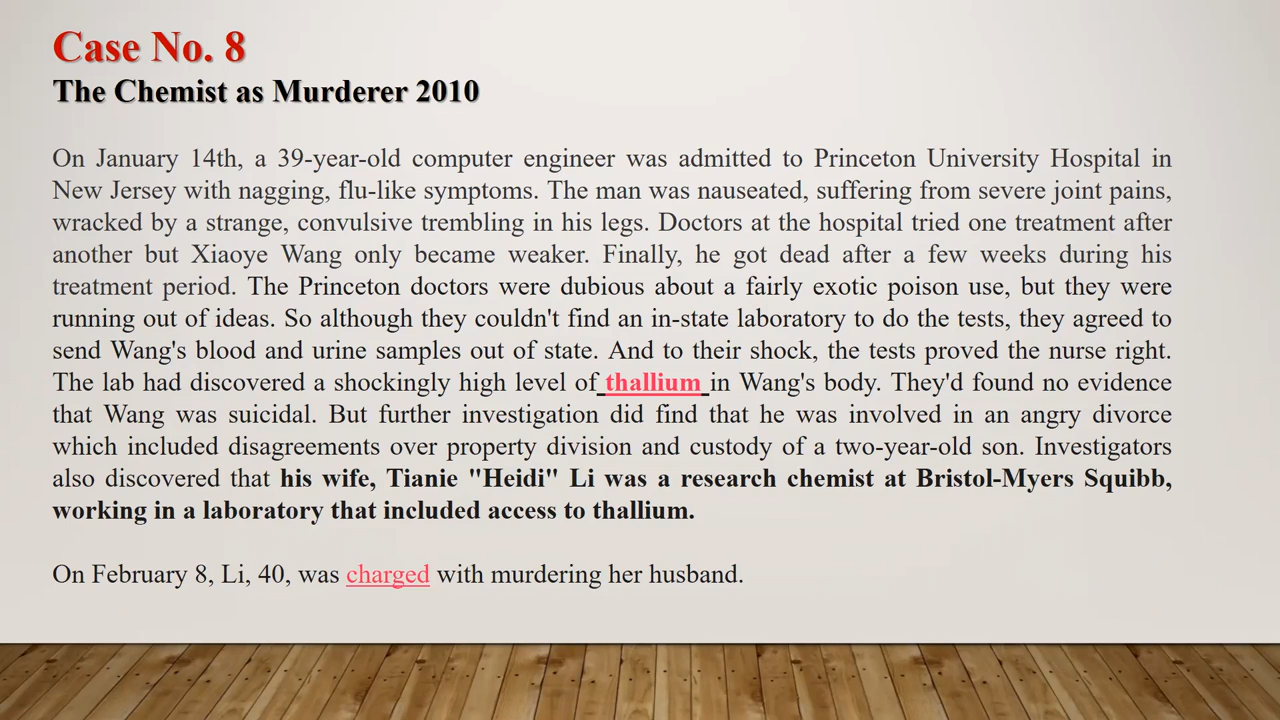 Case No. 8
The Chemist as Murderer 2010
On January 14th, a 39-year-old computer engineer was admitted to Princeton University Hospital in
New Jersey with nagging, flu-like symptoms. The man was nauseated, suffering from severe joint pains,
wracked by a strange, convulsive trembling in his legs. Doctors at the hospital tried one treatment after
another but Xiaoye Wang only became weaker. Finally, he got dead after a few weeks during his
treatment period. The Princeton doctors were dubious about a fairly exotic poison use, but they were
running out of ideas. So although they couldn't find an in-state laboratory to do the tests, they agreed to
send Wang's blood and urine samples out of state. And to their shock, the tests proved the nurse right.
The lab had discovered a shockingly high level of thallium in Wang's body. They'd found no evidence
that Wang was suicidal. But further investigation did find that he was involved in an angry divorce
which included disagreements over property division and custody of a two-year-old son. Investigators
also discovered that his wife, Tianie "Heidi" Li was a research chemist at Bristol-Myers Squibb,
working in a laboratory that included access to thallium.
On February 8, Li, 40, was charged with murdering her husband.